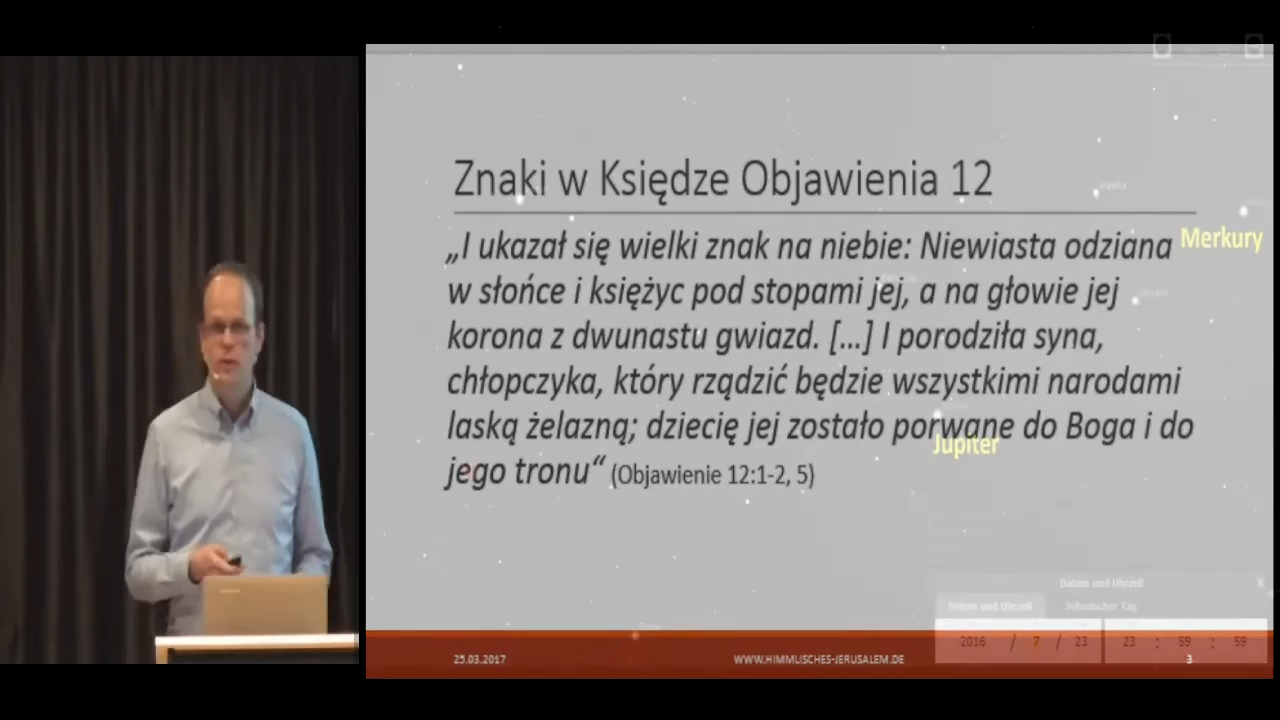 Znaki w Księdze Objawienia 12
„I ukazał się wielki znak na niebie: Niewiasta odziana
w słońce i księżyc pod stopami jej, a na głowie jej
korona z dwunastu gwiazd. [...] I porodziła syna,
chłopczyka, który rządzić będzie wszystkimi narodami
laską żelazną; dziecię jej zostało porwane do Boga i do
jego tronu“ (Objawienie 12:1-2, 5)
Merkury
Jupiter
Datum und Uhrzeit X
Datum und Uhrzeit Julianischer Tag
2016 / 7 / 23 23 : 59 : 59
25.03.2017 WWW.HIMMLISCHES-JERUSALEM.DE 3